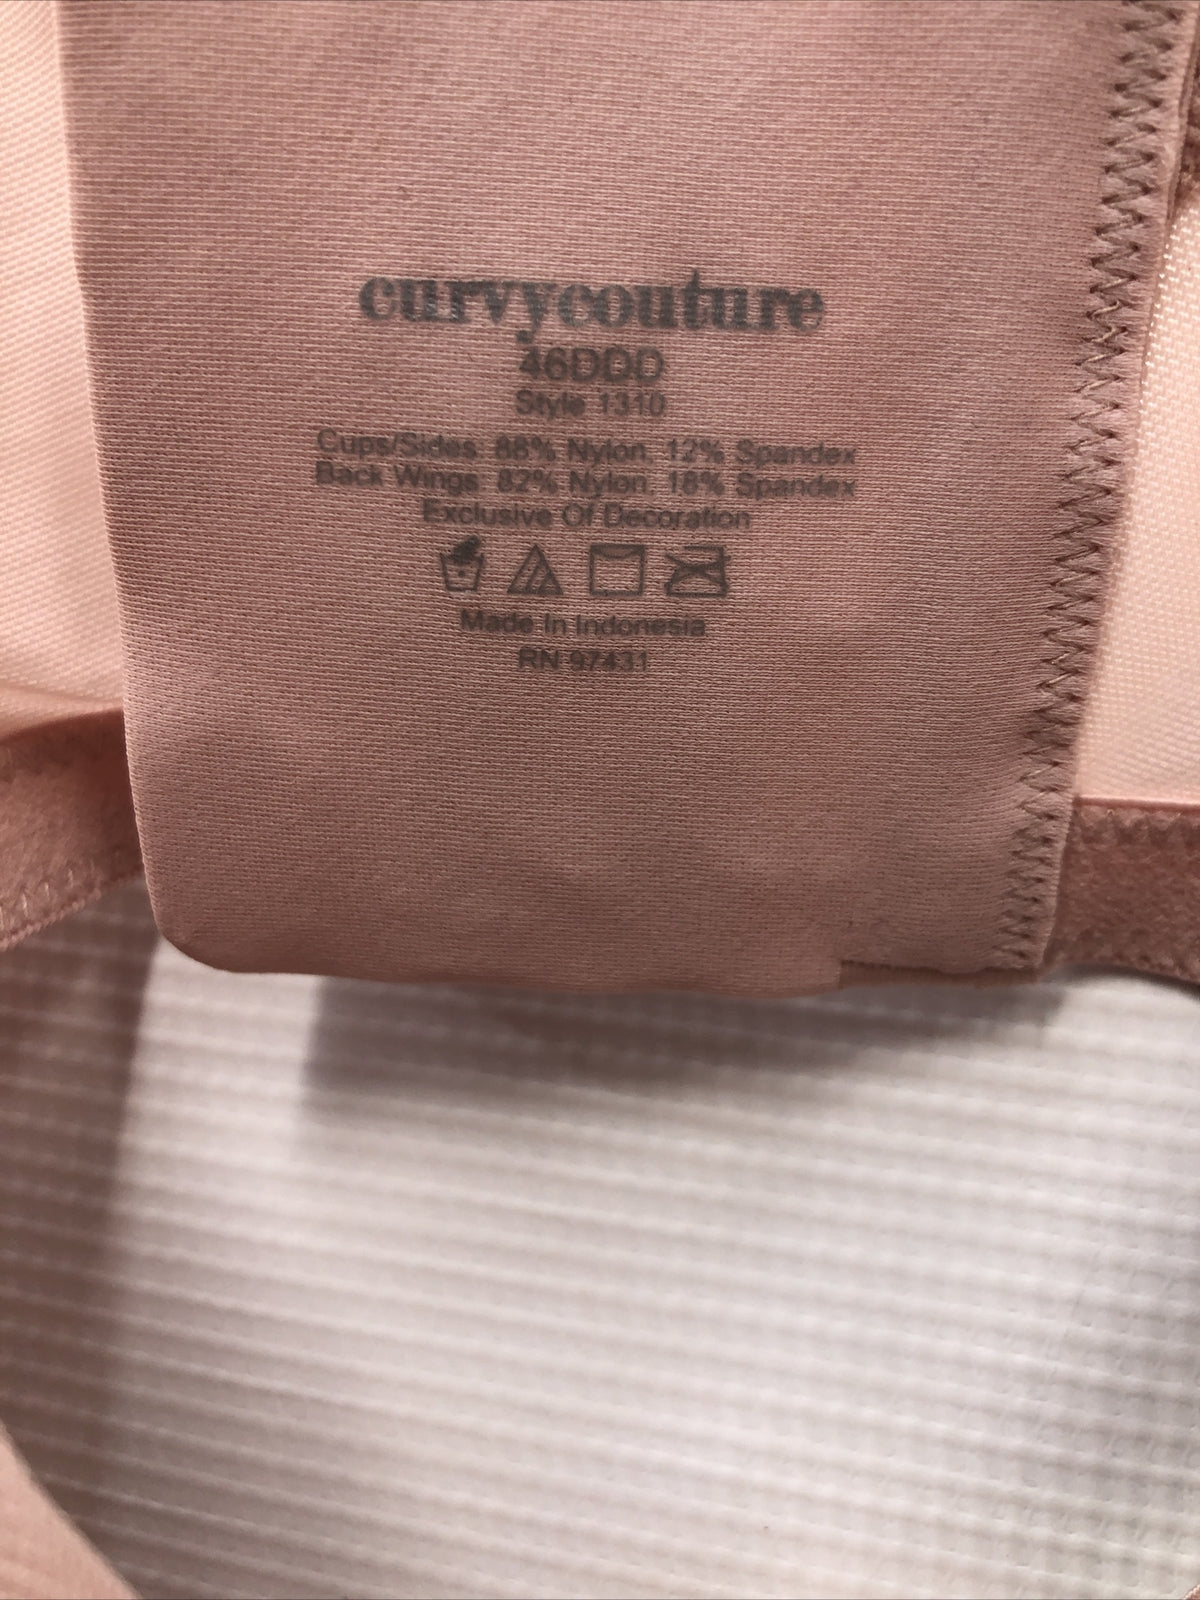 curvycouture
46DDD
Style 1310
Cups/Sides: 88% Nylon, 12% Spandex
Back Wings: 82% Nylon, 18% Spandex
Exclusive Of Decoration
Made In Indonesia
RN 97431